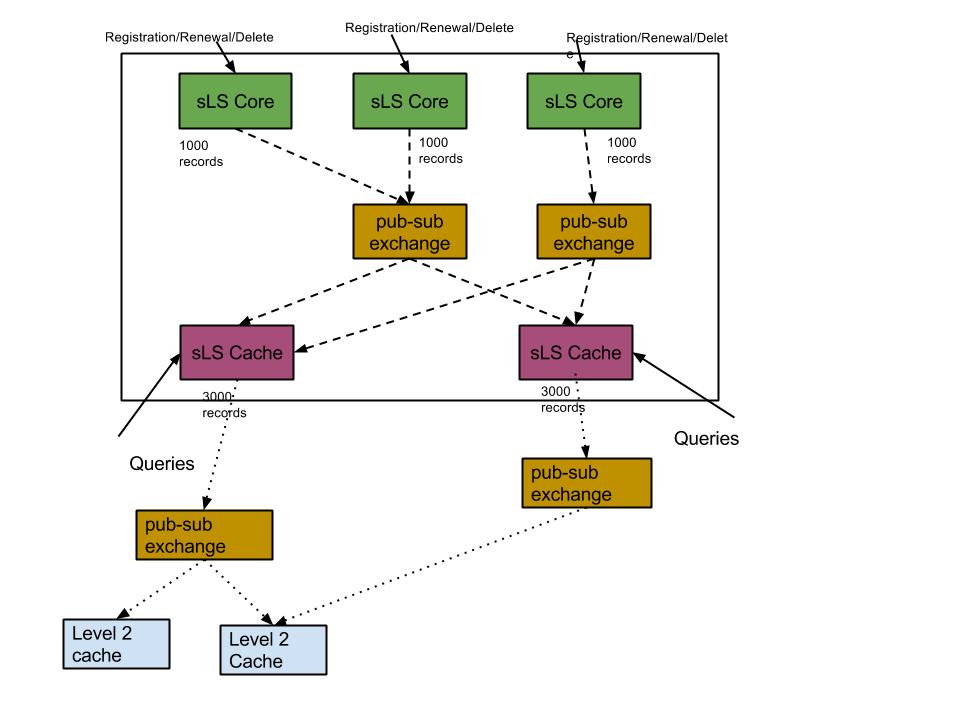 Registration/Renewal/Delete
Registration/Renewal/Delete
Registration/Renewal/Delet
e
sLS Core
sLS Core
sLS Core
1000
records
1000
records
1000
records
pub-sub
exchange
pub-sub
exchange
sLS Cache
sLS Cache
3000
records
3000
records
Queries
Queries
pub-sub
exchange
pub-sub
exchange
Level 2
cache
Level 2
Cache